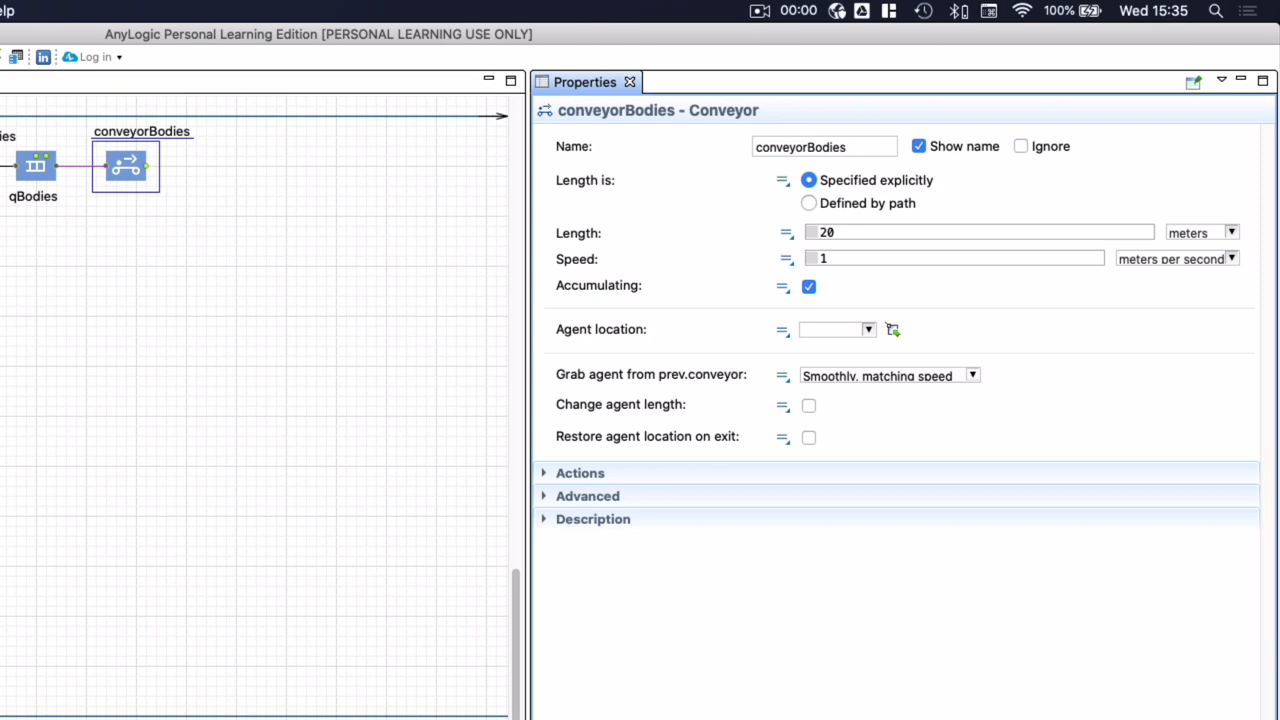 elp
00:00
100%
Wed 15:35
AnyLogic Personal Learning Edition [PERSONAL LEARNING USE ONLY]
in
Log in
Properties
conveyorBodies - Conveyor
ies
conveyorBodies
qBodies
Name:
conveyorBodies
Show name
Ignore
Length is:
Specified explicitly
Defined by path
Length:
20
meters
Speed:
1
meters per second
Accumulating:
Agent location:
Grab agent from prev.conveyor:
Smoothly, matching speed
Change agent length:
Restore agent location on exit:
Actions
Advanced
Description